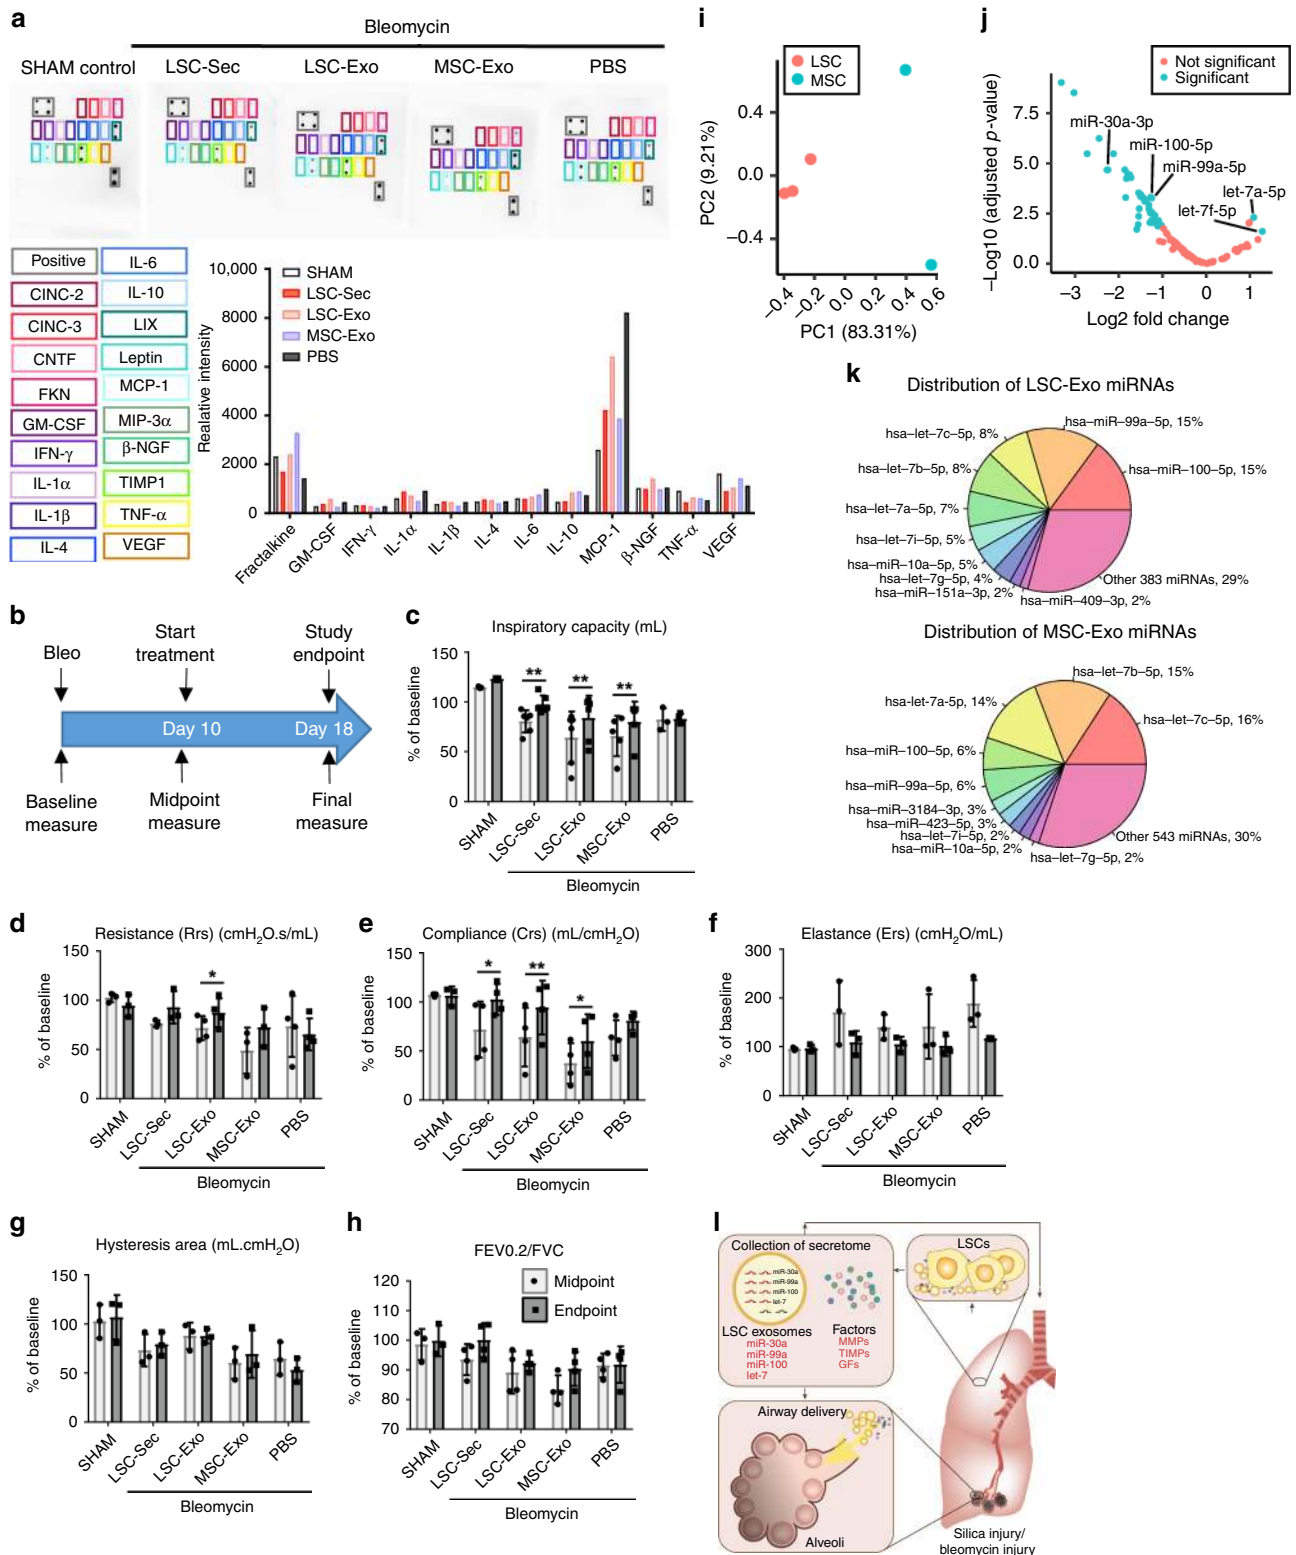 a
Bleomycin
SHAM control
LSC-Sec
LSC-Exo
MSC-Exo
PBS
Positive
IL-6
CINC-2
IL-10
CINC-3
LIX
CNTF
Leptin
FKN
MCP-1
GM-CSF
MIP-3α
IFN-γ
β-NGF
IL-1α
TIMP1
IL-1β
TNF-α
IL-4
VEGF
Realative intensity
10,000
8000
6000
4000
2000
0
SHAM
LSC-Sec
LSC-Exo
MSC-Exo
PBS
Fractalkine
GM-CSF
IFN-γ
IL-1α
IL-1β
IL-4
IL-6
IL-10
MCP-1
β-NGF
TNF-α
VEGF
b
Bleo
Start
treatment
Study
endpoint
Day 10
Day 18
Baseline
measure
Midpoint
measure
Final
measure
c
Inspiratory capacity (mL)
% of baseline
150
100
50
0
**
**
**
SHAM
LSC-Sec
LSC-Exo
MSC-Exo
PBS
Bleomycin
d
Resistance (Rrs) (cmH₂O.s/mL)
% of baseline
150
100
50
0
*
SHAM
LSC-Sec
LSC-Exo
MSC-Exo
PBS
Bleomycin
e
Compliance (Crs) (mL/cmH₂O)
% of baseline
150
100
50
0
*
**
*
SHAM
LSC-Sec
LSC-Exo
MSC-Exo
PBS
Bleomycin
f
Elastance (Ers) (cmH₂O/mL)
% of baseline
300
200
100
0
SHAM
LSC-Sec
LSC-Exo
MSC-Exo
PBS
Bleomycin
g
Hysteresis area (mL.cmH₂O)
% of baseline
150
100
50
0
SHAM
LSC-Sec
LSC-Exo
MSC-Exo
PBS
Bleomycin
h
FEV0.2/FVC
% of baseline
120
110
100
90
80
70
Midpoint
Endpoint
SHAM
LSC-Sec
LSC-Exo
MSC-Exo
PBS
Bleomycin
i
LSC
MSC
PC2 (9.21%)
0.4
0.0
−0.4
−0.4
−0.2
0.0
0.2
0.4
0.6
PC1 (83.31%)
j
Not significant
Significant
−Log10 (adjusted p-value)
7.5
5.0
2.5
0.0
miR-30a-3p
miR-100-5p
miR-99a-5p
let-7a-5p
let-7f-5p
−3
−2
−1
0
1
Log2 fold change
k
Distribution of LSC-Exo miRNAs
hsa–miR–99a–5p, 15%
hsa–let–7c–5p, 8%
hsa–miR–100–5p, 15%
hsa–let–7b–5p, 8%
hsa–let–7a–5p, 7%
hsa–let–7i–5p, 5%
hsa–miR–10a–5p, 5%
hsa–let–7g–5p, 4%
hsa–miR–151a–3p, 2%
hsa–miR–409–3p, 2%
Other 383 miRNAs, 29%
Distribution of MSC-Exo miRNAs
hsa–let–7b–5p, 15%
hsa–let–7a–5p, 14%
hsa–let–7c–5p, 16%
hsa–miR–100–5p, 6%
hsa–miR–99a–5p, 6%
hsa–miR–3184–3p, 3%
hsa–miR–423–5p, 3%
hsa–let–7i–5p, 2%
hsa–miR–10a–5p, 2%
hsa–let–7g–5p, 2%
Other 543 miRNAs, 30%
l
Collection of secretome
miR-30a
miR-99a
miR-100
let-7
LSC exosomes
miR-30a
miR-99a
miR-100
let-7
Factors
MMPs
TIMPs
GFs
LSCs
Airway delivery
Alveoli
Silica injury/
bleomycin injury